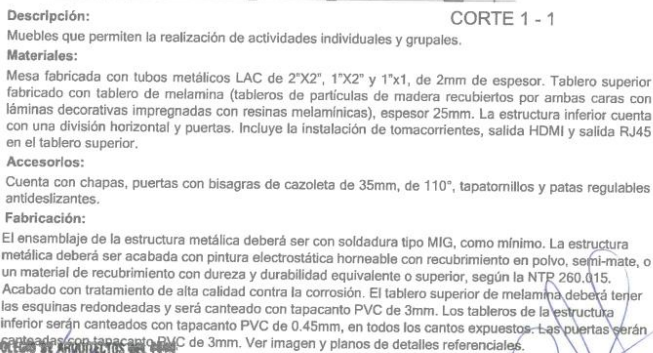 Descripción:
CORTE 1 - 1
Muebles que permiten la realización de actividades individuales y grupales.
Materiales:
Mesa fabricada con tubos metálicos LAC de 2"X2", 1"X2" y 1"x1, de 2mm de espesor. Tablero superior
fabricado con tablero de melamina (tableros de partículas de madera recubiertos por ambas caras con
láminas decorativas impregnadas con resinas melamínicas), espesor 25mm. La estructura inferior cuenta
con una división horizontal y puertas. Incluye la instalación de tomacorrientes, salida HDMI y salida RJ45
en el tablero superior.
Accesorios:
Cuenta con chapas, puertas con bisagras de cazoleta de 35mm, de 110°, tapatornillos y patas regulables
antideslizantes.
Fabricación:
El ensamblaje de la estructura metálica deberá ser con soldadura tipo MIG, como mínimo. La estructura
metálica deberá ser acabada con pintura electrostática horneable con recubrimiento en polvo, semi-mate, o
un material de recubrimiento con dureza y durabilidad equivalente o superior, según la NTP 260.015.
Acabado con tratamiento de alta calidad contra la corrosión. El tablero superior de melamina deberá tener
las esquinas redondeadas y será canteado con tapacanto PVC de 3mm. Los tableros de la estructura
inferior serán canteados con tapacanto PVC de 0.45mm, en todos los cantos expuestos. Las puertas serán
canteadas con tapacanto PVC de 3mm. Ver imagen y planos de detalles referenciales.
COLEGIO DE ARQUITECTOS DEL